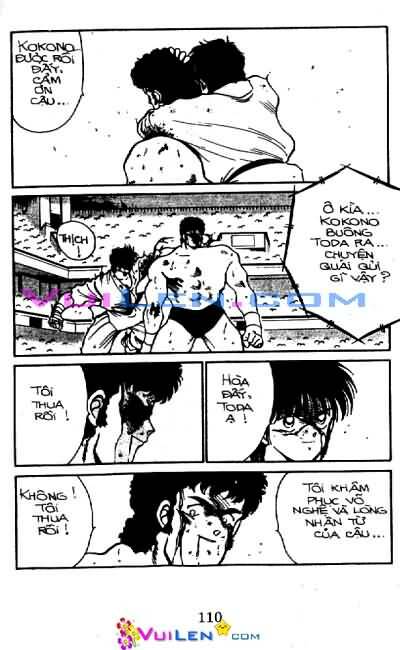 KOKONO
ĐƯỢC RỒI
ĐẤY,
CẢM
ƠN
CẬU...
Ồ KÌA...
KOKONO
BUÔNG
TODA RA...
CHUYỆN
QUÁI QUỈ
GÌ VẬY?
THỊCH
!
VUILEN.COM
TÔI
THUA
RỒI!
HÒA
ĐẤY,
TODA
Ạ!
KHÔNG!
TÔI
THUA
RỒI!
TÔI KHÂM
PHỤC VÕ
NGHỆ VÀ LÒNG
NHÂN TỪ
CỦA CẬU...
110
VUILEN.COM